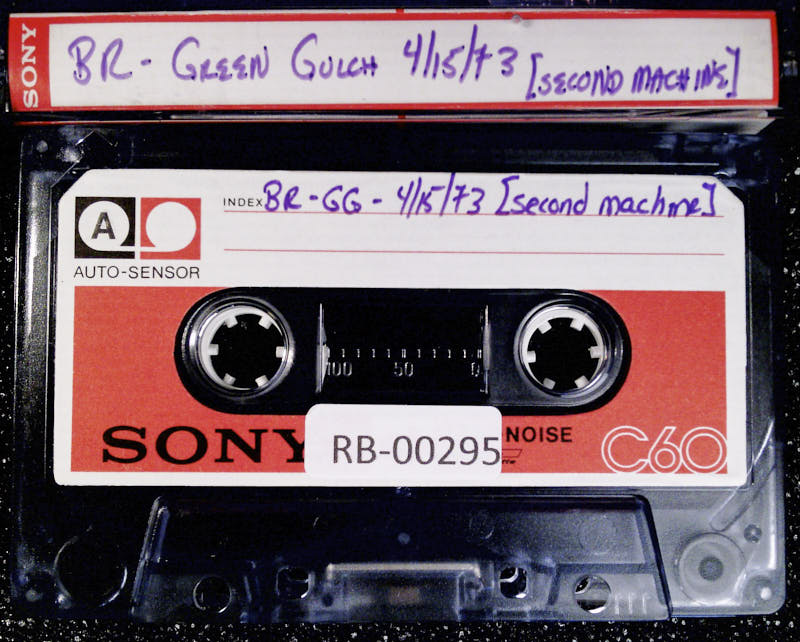 SONY
BR - GREEN GULCH 4/15/73 [SECOND MACHINE]
A
INDEX BR-GG - 4/15/73 [second machine]
AUTO-SENSOR
100 50 0
SONY NOISE C60
RB-00295